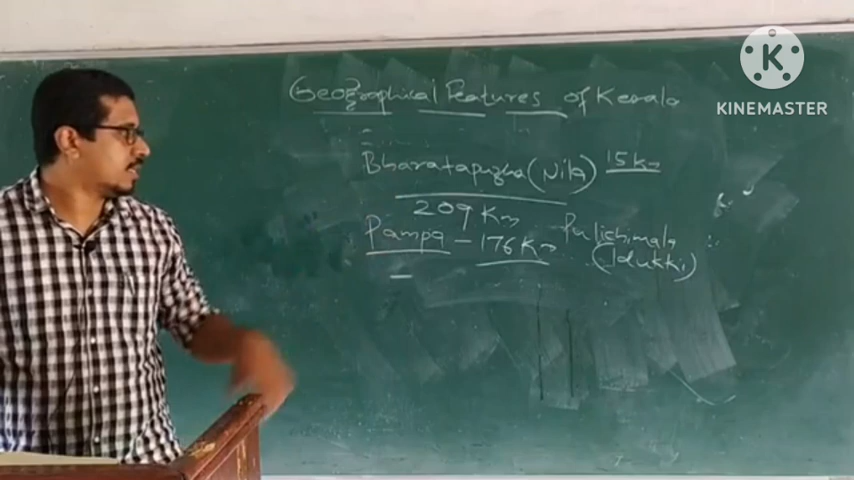 Geographical Features of Kerala
Bharatapuzha (Nila) 15 Km
209 Km
Pampa - 176 Km Pulichimala
(Idukki)
K
KINEMASTER